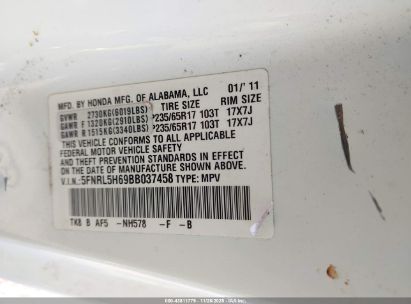 MFD. BY HONDA MFG. OF ALABAMA, LLC 01/'11
GVWR 2730KG(6019LBS) TIRE SIZE RIM SIZE
GAWR F 1320KG(2910LBS) P235/65R17 103T 17X7J
GAWR R 1515KG(3340LBS) P235/65R17 103T 17X7J
THIS VEHICLE CONFORMS TO ALL APPLICABLE
FEDERAL MOTOR VEHICLE SAFETY
AND THEFT PREVENTION STANDARDS IN EFFECT
ON THE DATE OF MANUFACTURE SHOWN ABOVE.
V.I.N.:5FNRL5H69BB037458 TYPE: MPV
TK8 B AF5 -NH578 -F -B